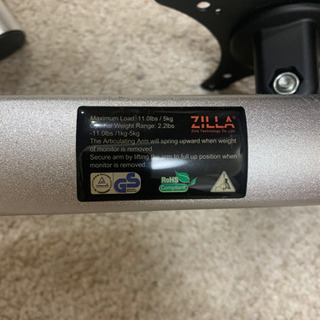 Maximum Load: 11.0lbs / 5kg
Optimal Weight Range: 2.2lbs
-11.0lbs /1kg-5kg
The Articulating Arm will spring upward when weight
of monitor is removed.
Secure arm by lifting the arm to full up position when
monitor is removed.
ZILLA
GS
RoHS
Compliant